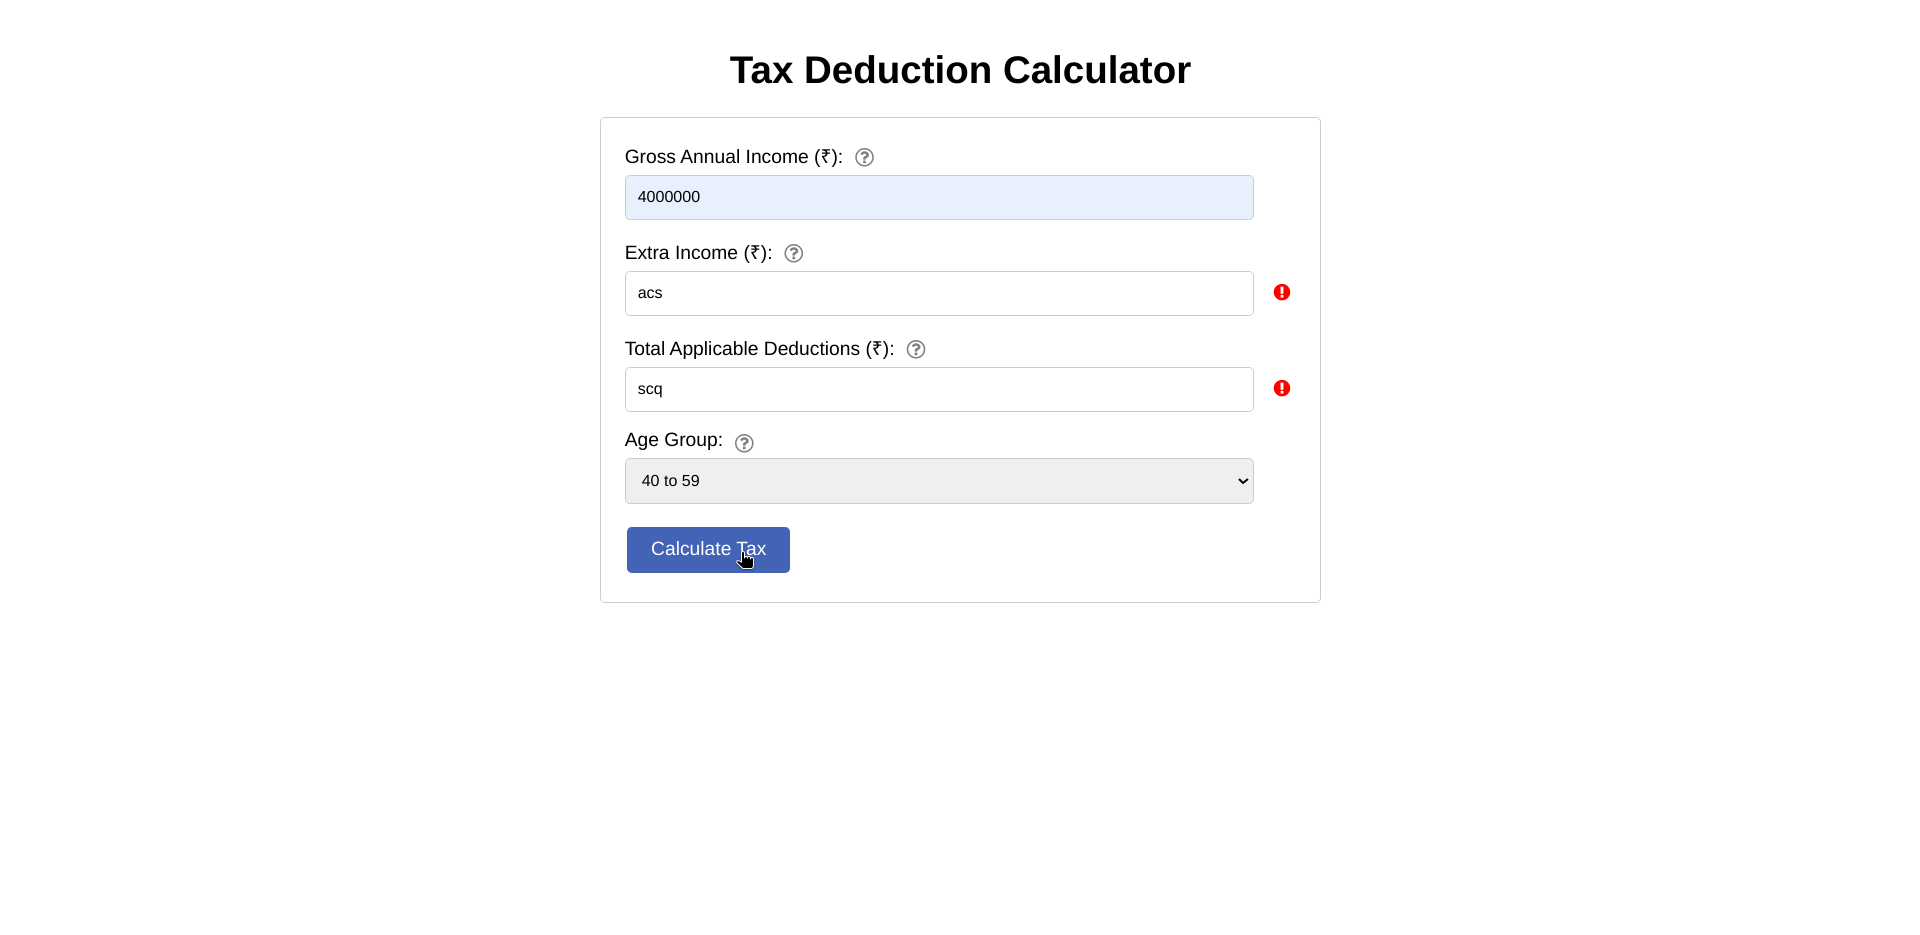 Tax Deduction Calculator
Gross Annual Income (₹): ?
4000000
Extra Income (₹): ?
acs
!
Total Applicable Deductions (₹): ?
scq
!
Age Group: ?
40 to 59
Calculate Tax